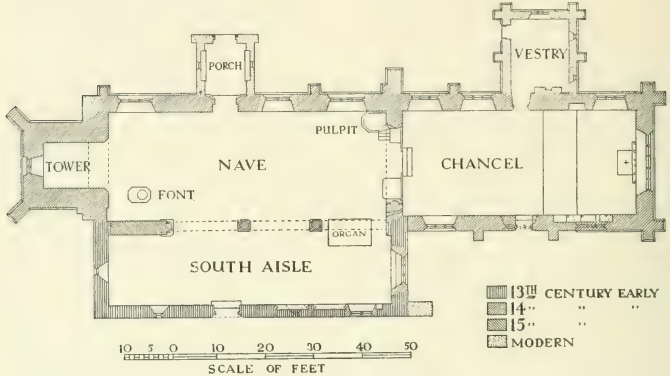 PORCH
VESTRY
PULPIT
TOWER
NAVE
CHANCEL
FONT
ORGAN
SOUTH AISLE
13TH CENTURY EARLY
14" " "
15"
MODERN
10 5 0 10 20 30 40 50
SCALE OF FEET